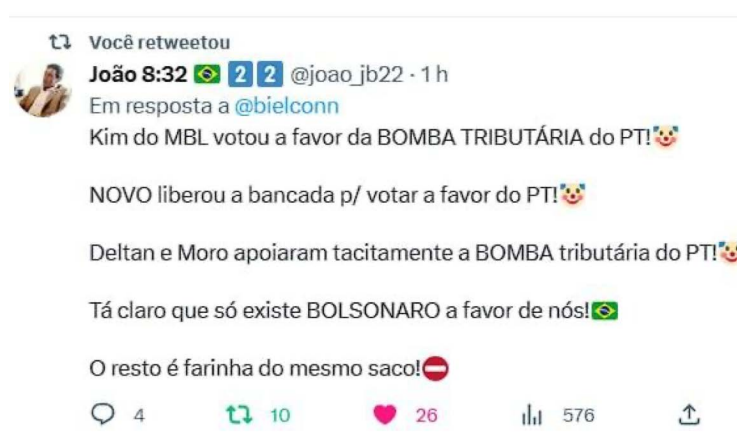 Você retweetou
João 8:32 🇧🇷 2️⃣2️⃣ @joao_jb22 · 1 h
Em resposta a @bielconn
Kim do MBL votou a favor da BOMBA TRIBUTÁRIA do PT!🤡
NOVO liberou a bancada p/ votar a favor do PT!🤡
Deltan e Moro apoiaram tacitamente a BOMBA tributária do PT!🤡
Tá claro que só existe BOLSONARO a favor de nós!🇧🇷
O resto é farinha do mesmo saco!⛔
4 10 26 576